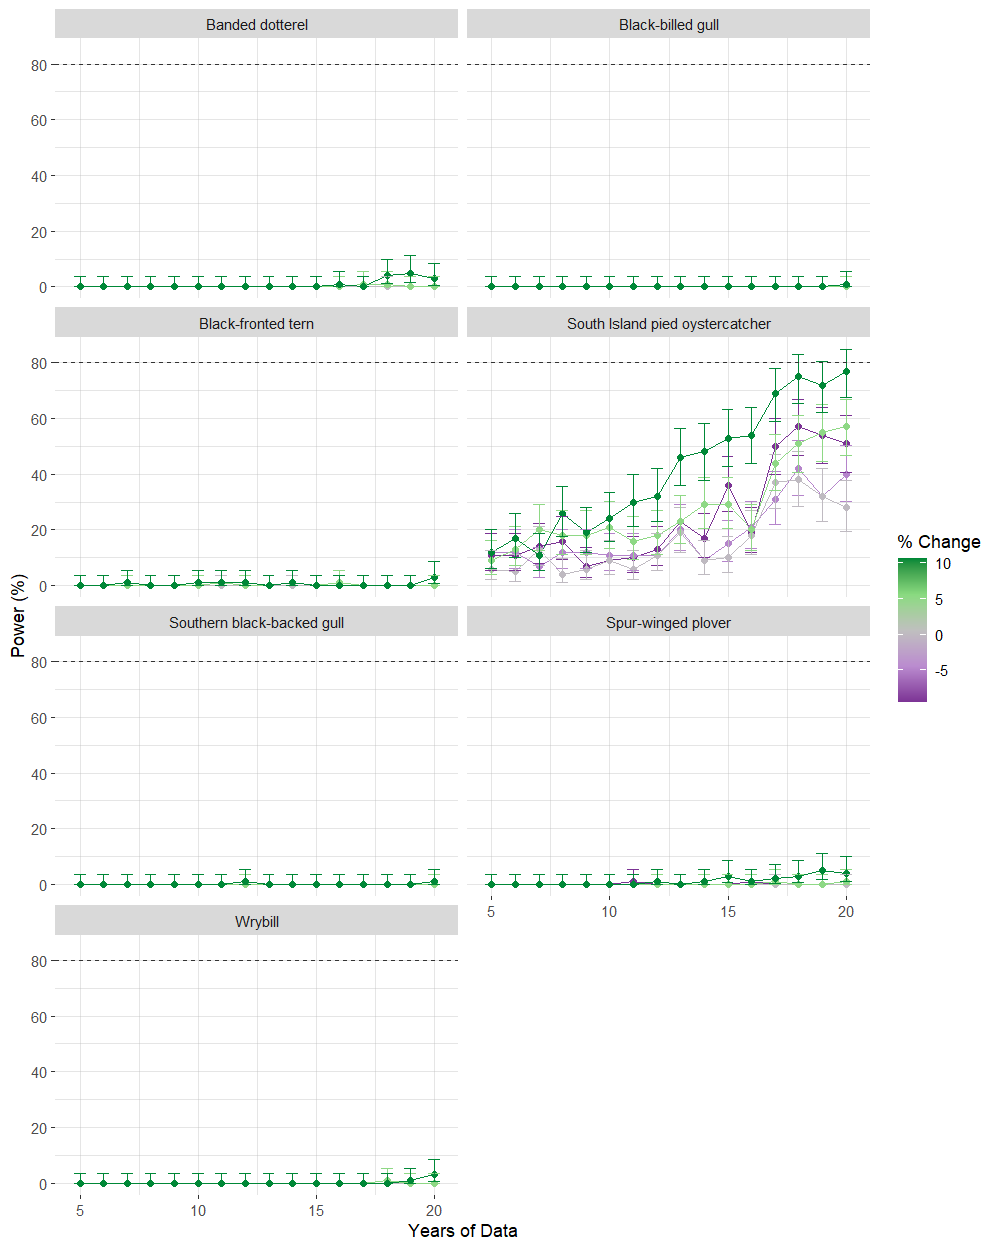 Banded dotterel Black-billed gull
80
60
40
20
0
Black-fronted tern South Island pied oystercatcher
80
60
40
20
0
Southern black-backed gull Spur-winged plover
80
60
40
20
0
5 10 15 20
Wrybill
80
60
40
20
0
5 10 15 20
Years of Data
Power (%)
% Change
10
5
0
-5